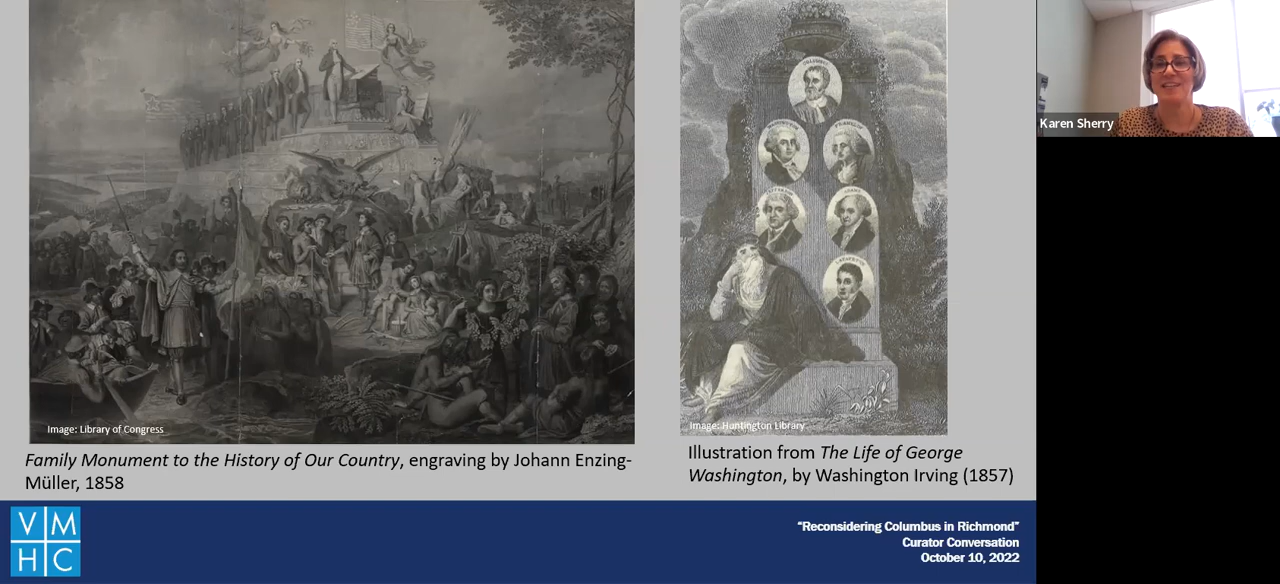 Karen Sherry
Image: Library of Congress
Family Monument to the History of Our Country, engraving by Johann Enzing-
Müller, 1858
Image: Huntington Library
Illustration from The Life of George
Washington, by Washington Irving (1857)
VM
HC
“Reconsidering Columbus in Richmond”
Curator Conversation
October 10, 2022